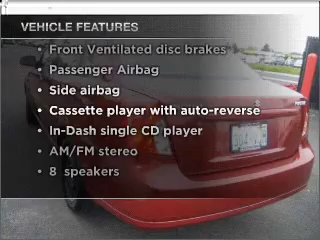 VEHICLE FEATURES
• Front Ventilated disc brakes
• Passenger Airbag
• Side airbag
• Cassette player with auto-reverse
• In-Dash single CD player
• AM/FM stereo
• 8 speakers